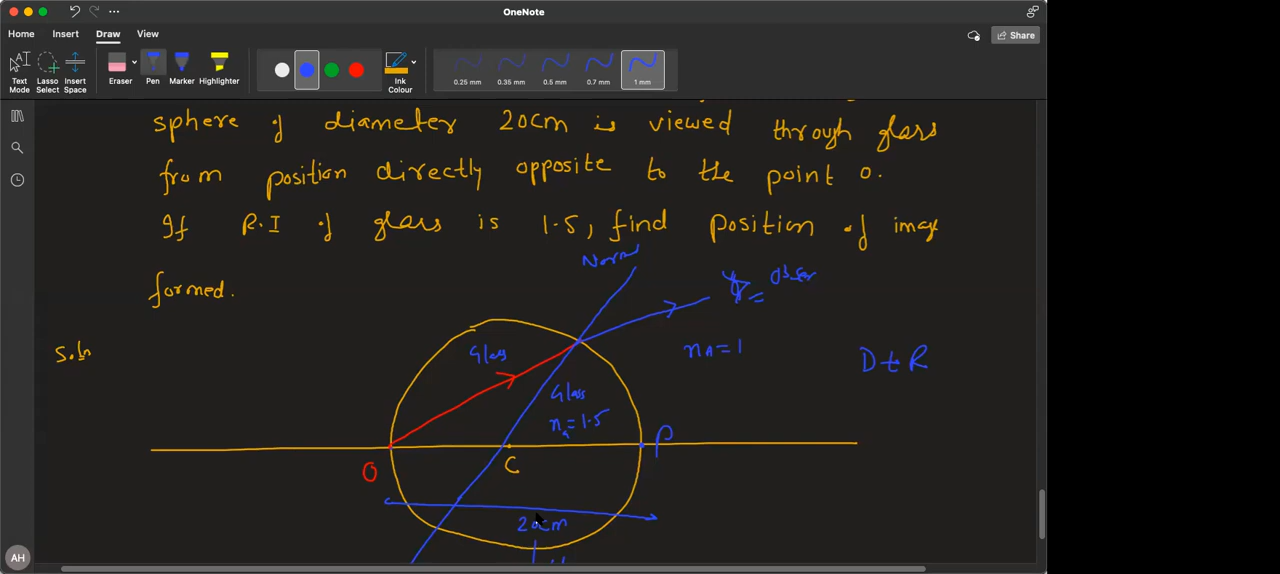 OneNote
Home Insert Draw View
Share
Text Mode
Lasso Select
Insert Space
Eraser
Pen
Marker
Highlighter
Ink Colour
0.25 mm
0.35 mm
0.5 mm
0.7 mm
1 mm
sphere of diameter 20cm is viewed through glass
from position directly opposite to the point O.
If R.I of glass is 1.5, find position of image
formed.
Normal
Obser
Soln
Glass
nA = 1
D + R
Glass
ng = 1.5
P
O
C
20cm
AH